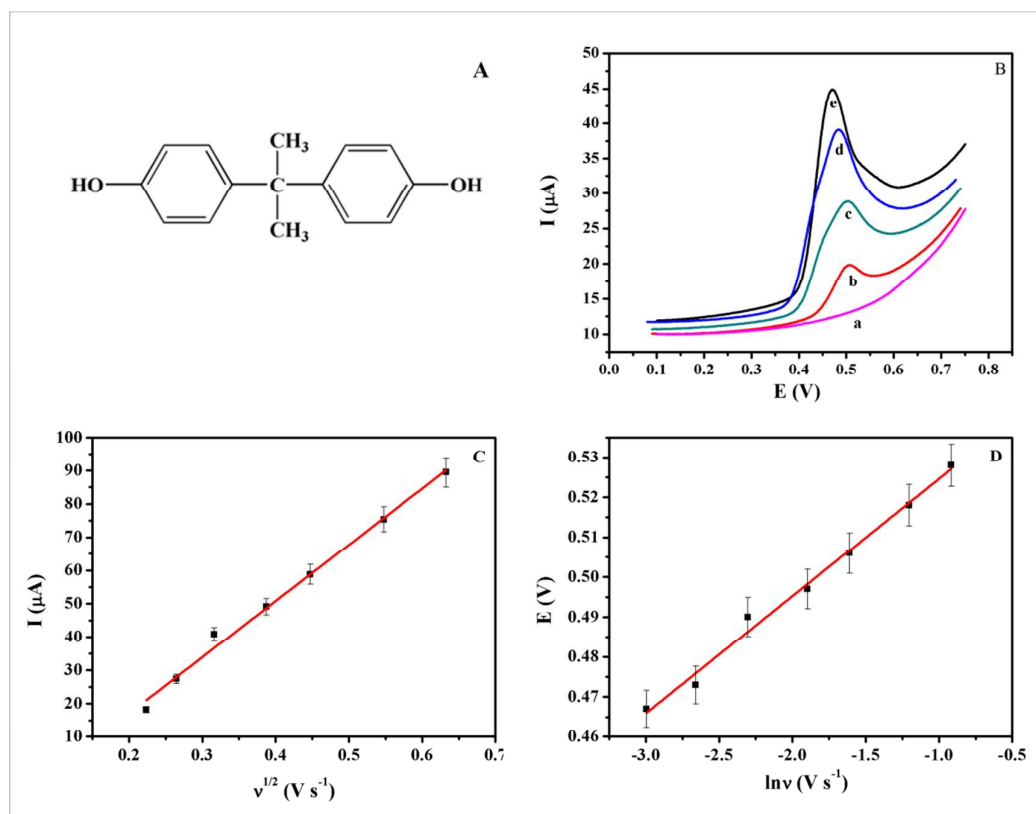 A
CH₃
HO
C
OH
CH₃
B
50
45
40
35
30
25
20
15
10
5
I (μA)
e
d
c
b
a
0.0 0.1 0.2 0.3 0.4 0.5 0.6 0.7 0.8
E (V)
C
100
90
80
70
60
50
40
30
20
10
I (μA)
0.2 0.3 0.4 0.5 0.6 0.7
ν^1/2 (V s⁻¹)
D
0.53
0.52
0.51
0.50
0.49
0.48
0.47
0.46
E (V)
-3.0 -2.5 -2.0 -1.5 -1.0 -0.5
lnν (V s⁻¹)